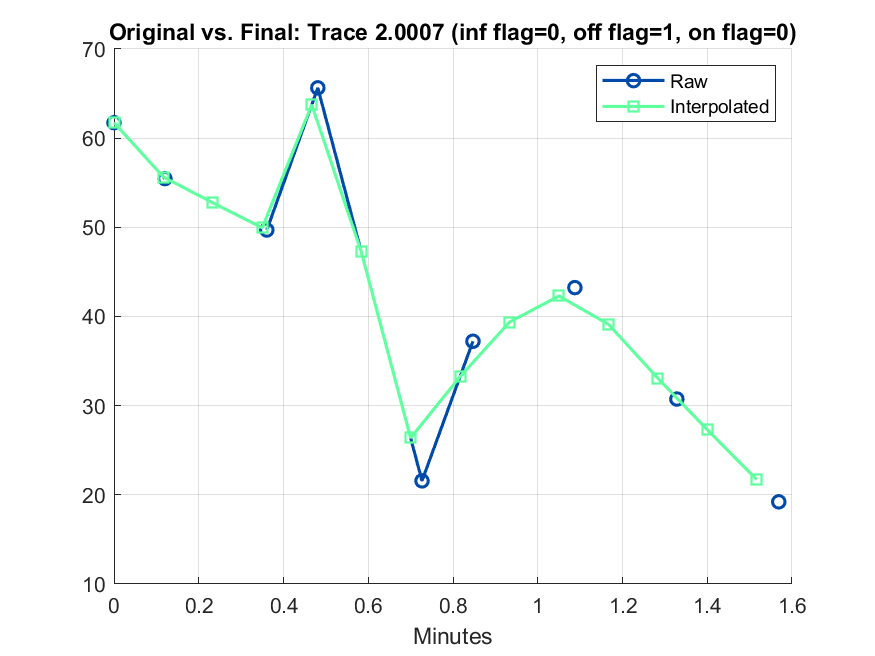 Original vs. Final: Trace 2.0007 (inf flag=0, off flag=1, on flag=0)
70
60
50
40
30
20
10
Raw
Interpolated
0 0.2 0.4 0.6 0.8 1 1.2 1.4 1.6
Minutes